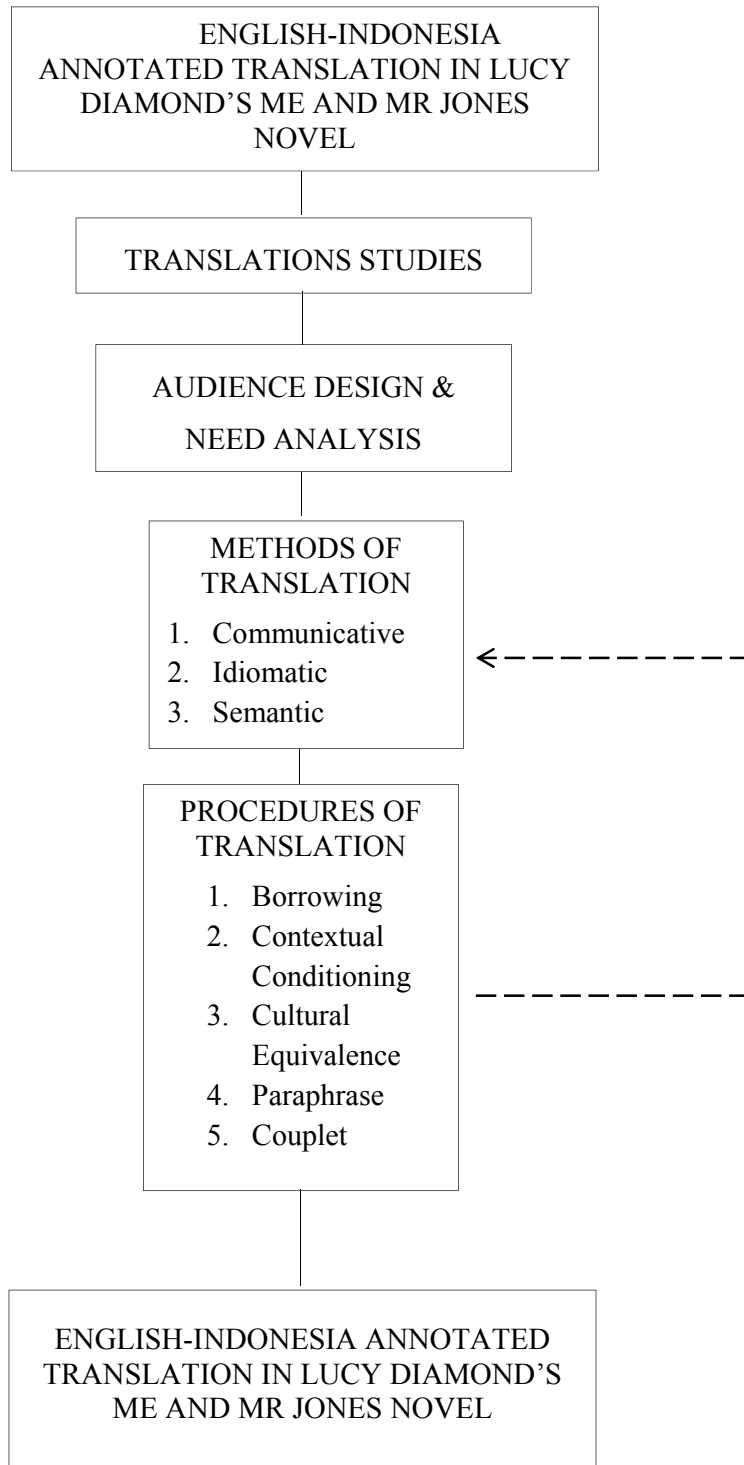 ENGLISH-INDONESIA
ANNOTATED TRANSLATION IN LUCY
DIAMOND’S ME AND MR JONES
NOVEL
TRANSLATIONS STUDIES
AUDIENCE DESIGN &
NEED ANALYSIS
METHODS OF
TRANSLATION
1. Communicative
2. Idiomatic
3. Semantic
PROCEDURES OF
TRANSLATION
1. Borrowing
2. Contextual
Conditioning
3. Cultural
Equivalence
4. Paraphrase
5. Couplet
ENGLISH-INDONESIA ANNOTATED
TRANSLATION IN LUCY DIAMOND’S
ME AND MR JONES NOVEL